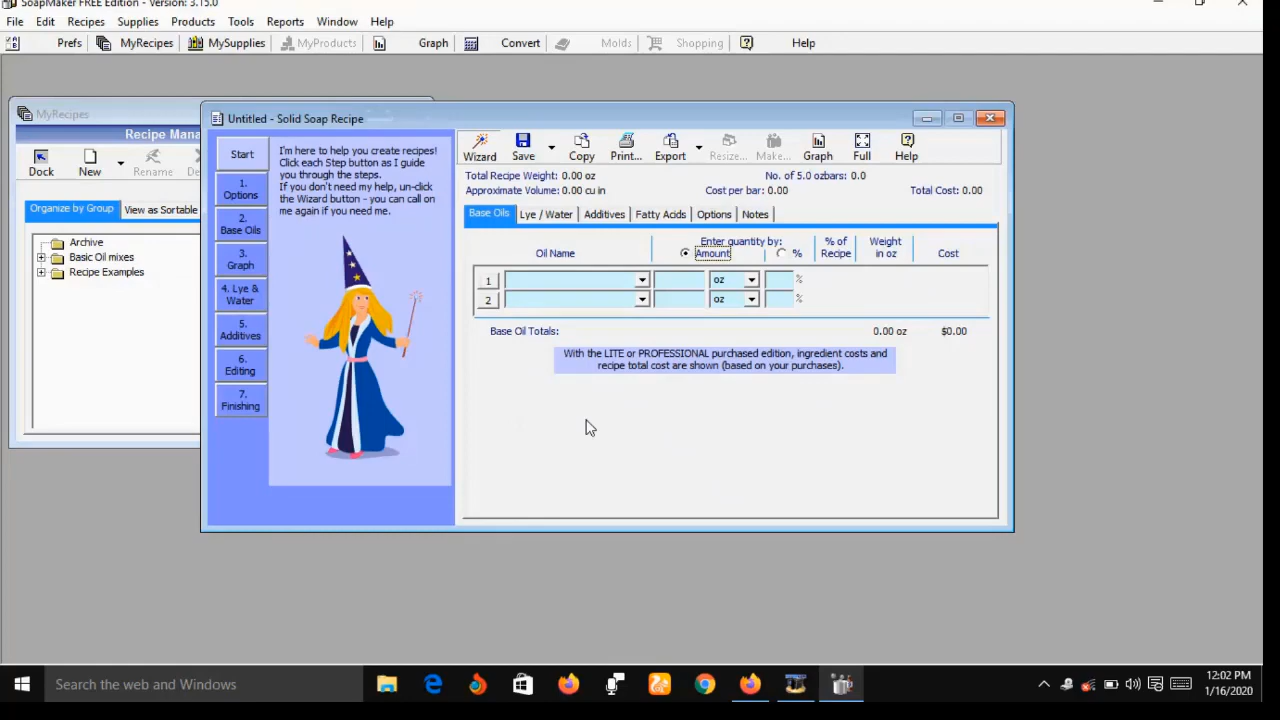 SoapMaker FREE Edition - Version: 3.15.0
File Edit Recipes Supplies Products Tools Reports Window Help
Prefs MyRecipes MySupplies MyProducts Graph Convert Molds Shopping Help
MyRecipes
Recipe Mana
Dock New Rename De
Organize by Group View as Sortable
Archive
Basic Oil mixes
Recipe Examples
Untitled - Solid Soap Recipe
Start
1.
Options
2.
Base Oils
3.
Graph
4. Lye &
Water
5.
Additives
6.
Editing
7.
Finishing
I'm here to help you create recipes!
Click each Step button as I guide
you through the steps.
If you don't need my help, un-click
the Wizard button - you can call on
me again if you need me.
Wizard Save Copy Print... Export Resize... Make... Graph Full Help
Total Recipe Weight: 0.00 oz No. of 5.0 ozbars: 0.0
Approximate Volume: 0.00 cu in Cost per bar: 0.00 Total Cost: 0.00
Base Oils Lye / Water Additives Fatty Acids Options Notes
Oil Name
Enter quantity by:
Amount %
% of
Recipe
Weight
in oz
Cost
1 oz %
2 oz %
Base Oil Totals: 0.00 oz $0.00
With the LITE or PROFESSIONAL purchased edition, ingredient costs and
recipe total cost are shown (based on your purchases).
Search the web and Windows
12:02 PM
1/16/2020